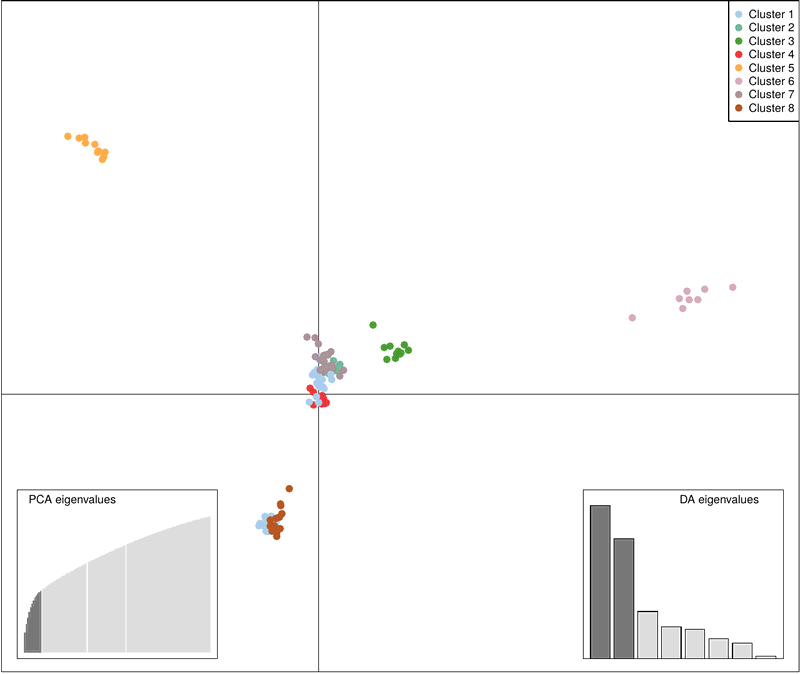 Cluster 1
Cluster 2
Cluster 3
Cluster 4
Cluster 5
Cluster 6
Cluster 7
Cluster 8
PCA eigenvalues
DA eigenvalues